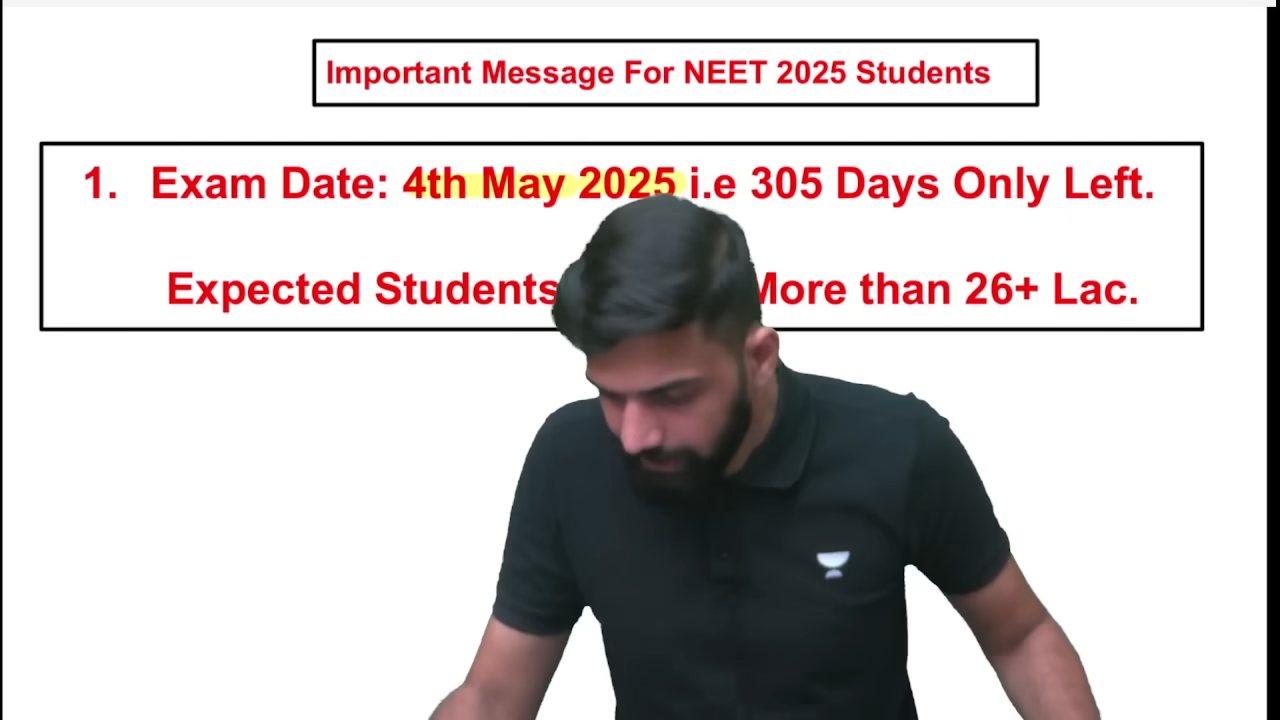 Important Message For NEET 2025 Students
1. Exam Date: 4th May 2025 i.e 305 Days Only Left.
Expected Students More than 26+ Lac.